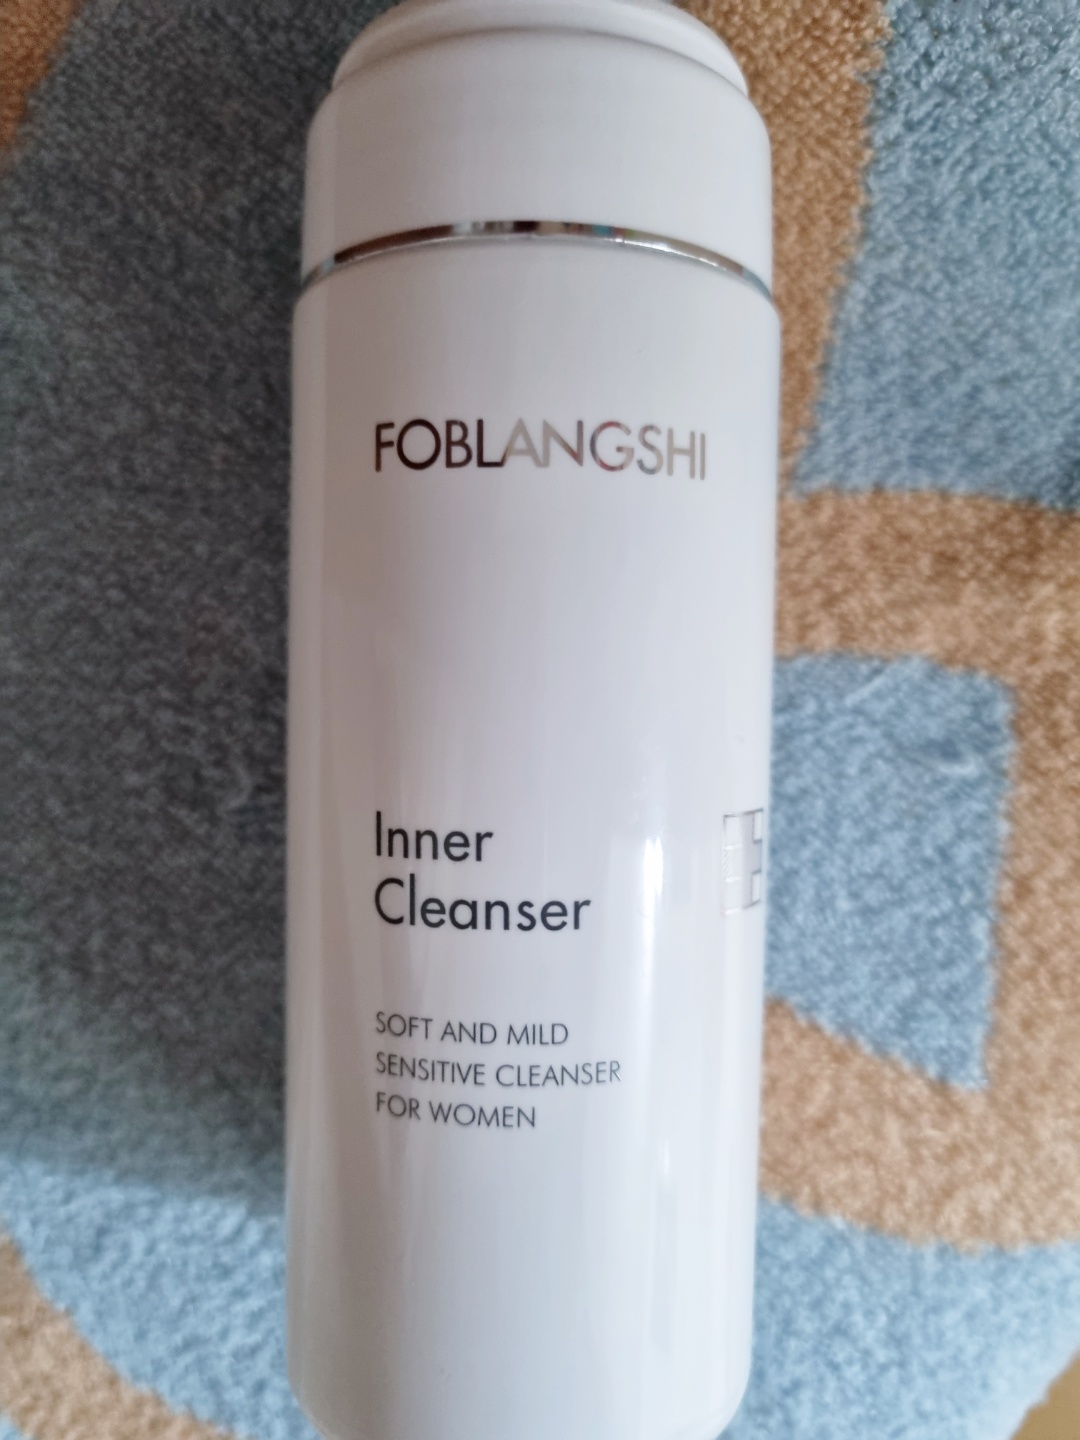 FOBLANGSHI
Inner
Cleanser
SOFT AND MILD
SENSITIVE CLEANSER
FOR WOMEN